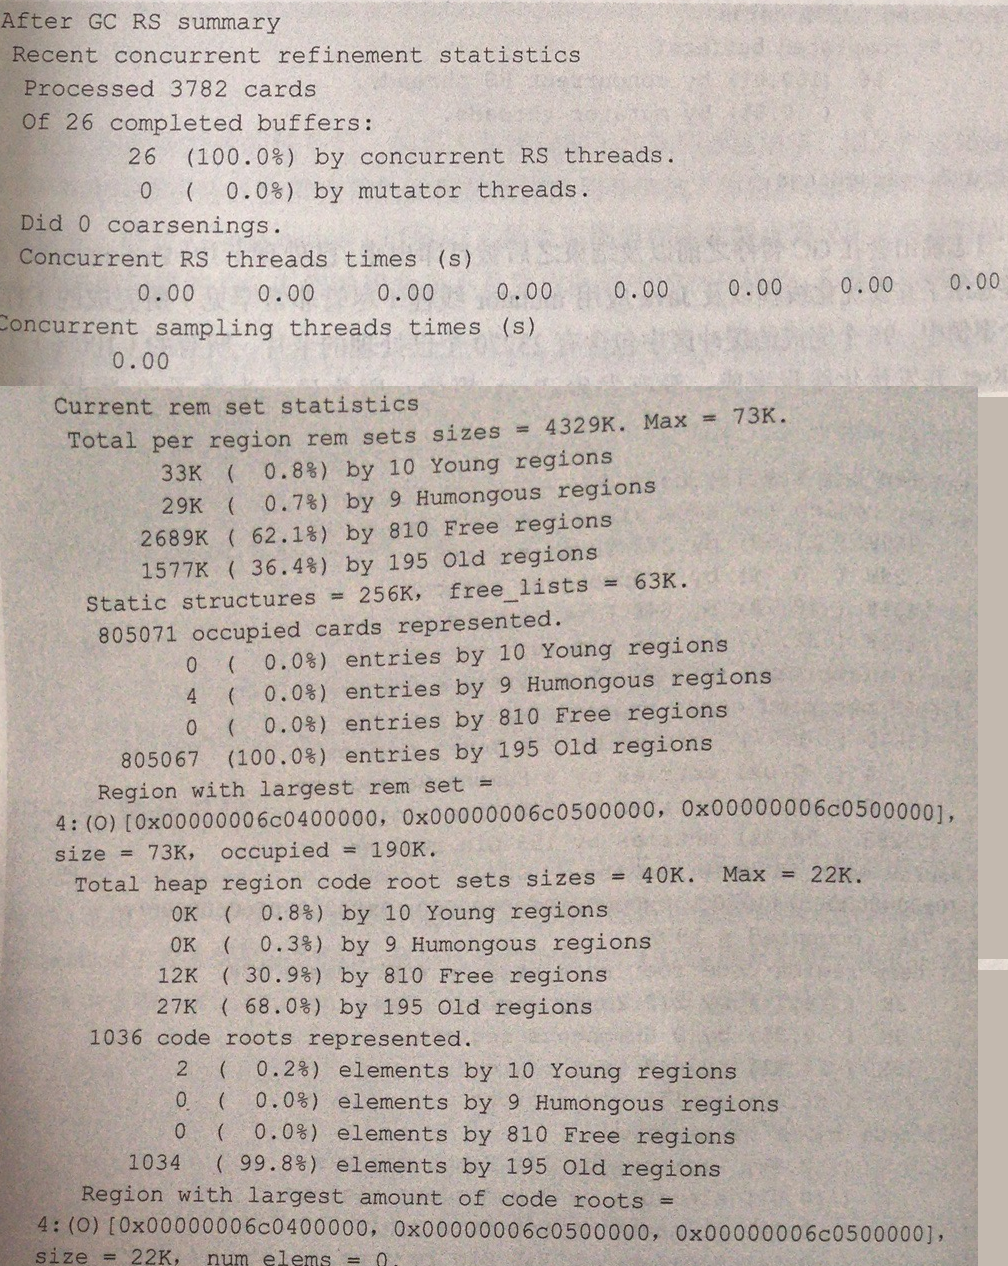 After GC RS summary
Recent concurrent refinement statistics
Processed 3782 cards
Of 26 completed buffers:
26 (100.0%) by concurrent RS threads.
0 ( 0.0%) by mutator threads.
Did 0 coarsenings.
Concurrent RS threads times (s)
0.00 0.00 0.00 0.00 0.00 0.00 0.00 0.00
Concurrent sampling threads times (s)
0.00
Current rem set statistics
Total per region rem sets sizes = 4329K. Max = 73K.
33K ( 0.8%) by 10 Young regions
29K ( 0.7%) by 9 Humongous regions
2689K ( 62.1%) by 810 Free regions
1577K ( 36.4%) by 195 Old regions
Static structures = 256K, free_lists = 63K.
805071 occupied cards represented.
0 ( 0.0%) entries by 10 Young regions
4 ( 0.0%) entries by 9 Humongous regions
0 ( 0.0%) entries by 810 Free regions
805067 (100.0%) entries by 195 Old regions
Region with largest rem set =
4:(O)[0x00000006c0400000, 0x00000006c0500000, 0x00000006c0500000],
size = 73K, occupied = 190K.
Total heap region code root sets sizes = 40K. Max = 22K.
0K ( 0.8%) by 10 Young regions
0K ( 0.3%) by 9 Humongous regions
12K ( 30.9%) by 810 Free regions
27K ( 68.0%) by 195 Old regions
1036 code roots represented.
2 ( 0.2%) elements by 10 Young regions
0 ( 0.0%) elements by 9 Humongous regions
0 ( 0.0%) elements by 810 Free regions
1034 ( 99.8%) elements by 195 Old regions
Region with largest amount of code roots =
4:(O)[0x00000006c0400000, 0x00000006c0500000, 0x00000006c0500000],
size = 22K, num_elems = 0.